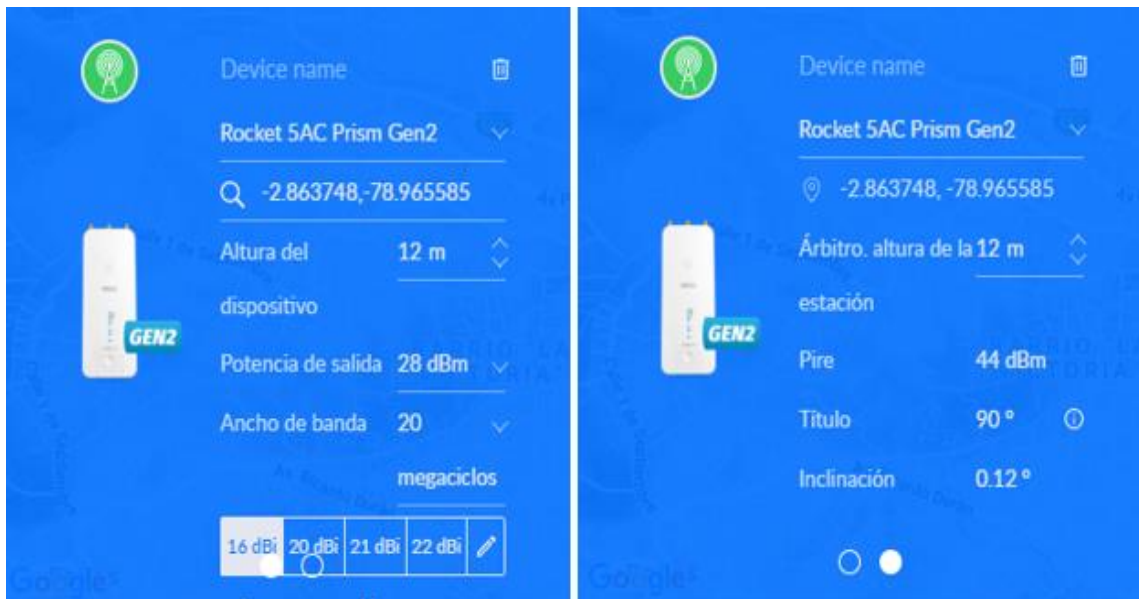 Device name
Rocket 5AC Prism Gen2
-2.863748,-78.965585
Altura del
12 m
dispositivo
GEN2
Potencia de salida 28 dBm
Ancho de banda 20
megaciclos
16 dBi 20 dBi 21 dBi 22 dBi
Google
Device name
Rocket 5AC Prism Gen2
-2.863748, -78.965585
Árbitro. altura de la 12 m
estación
GEN2
Pire 44 dBm
Título 90 º
Inclinación 0.12 º
Google